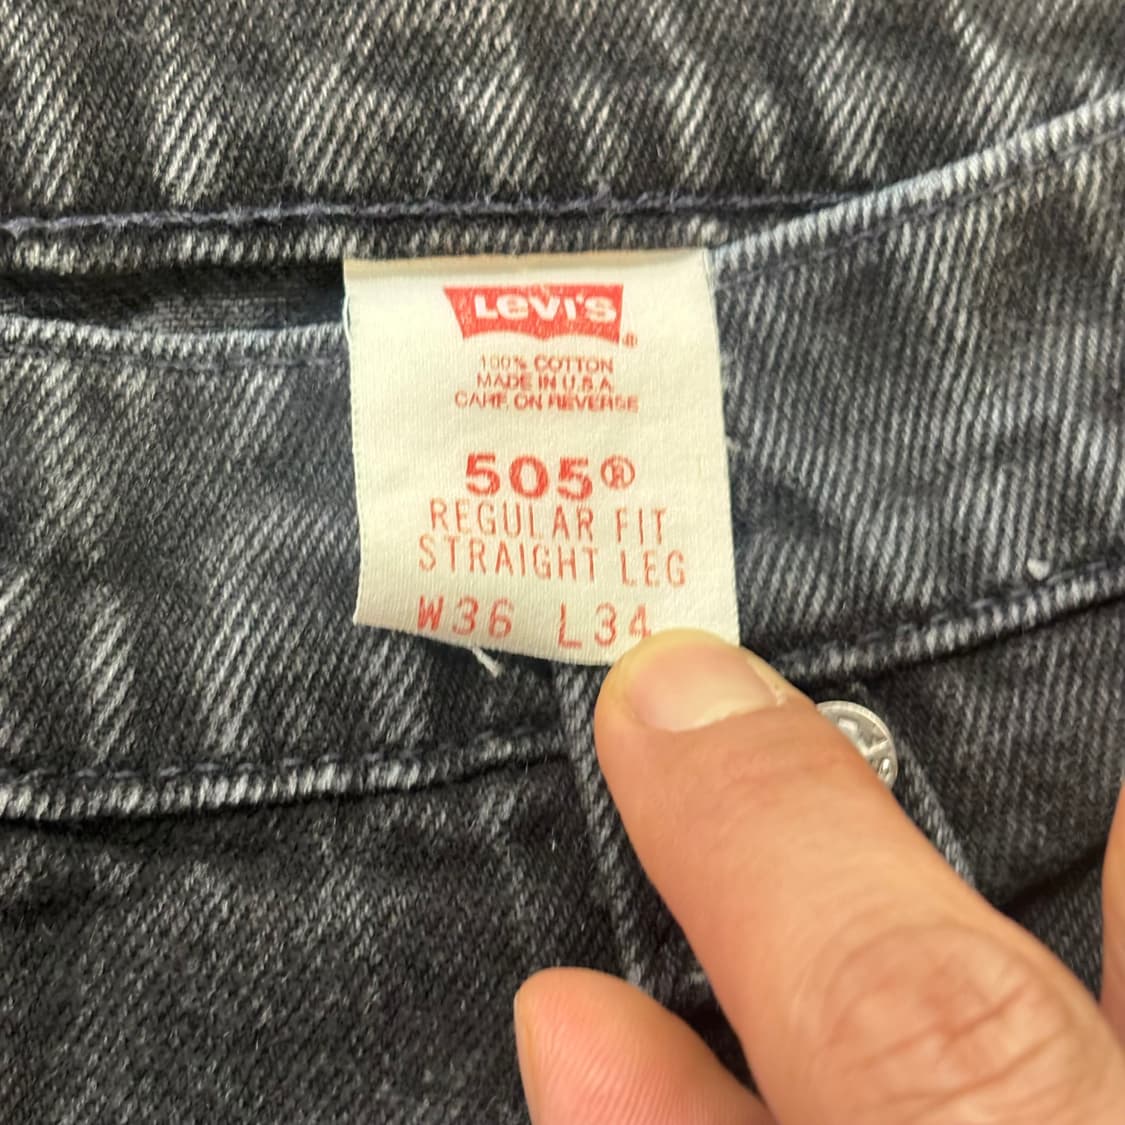 LEVI'S
®
100% COTTON
MADE IN U.S.A.
CARE ON REVERSE
505®
REGULAR FIT
STRAIGHT LEG
W36 L34